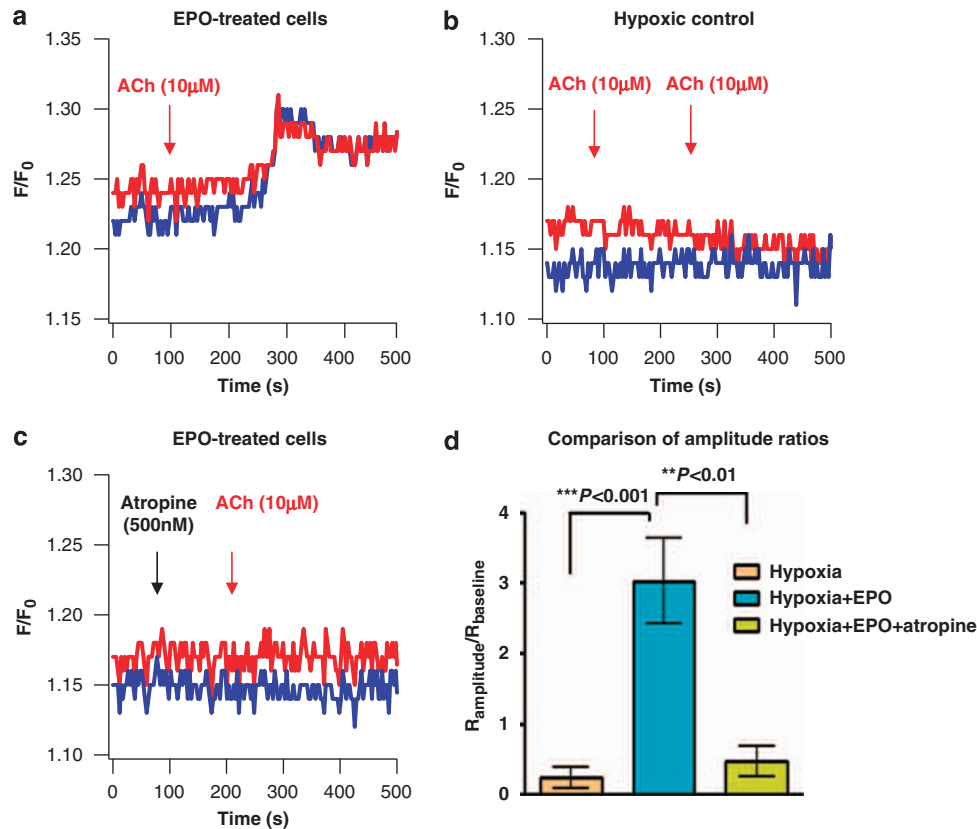 a
EPO-treated cells
1.35
1.30
1.25
1.20
1.15
F/F0
ACh (10µM)
0 100 200 300 400 500
Time (s)
b
Hypoxic control
1.30
1.25
1.20
1.15
1.10
F/F0
ACh (10µM) ACh (10µM)
0 100 200 300 400 500
Time (s)
c
EPO-treated cells
1.30
1.25
1.20
1.15
1.10
F/F0
Atropine
(500nM)
ACh (10µM)
0 100 200 300 400 500
Time (s)
d
Comparison of amplitude ratios
**P<0.01
***P<0.001
4
3
2
1
0
Ramplitude/Rbaseline
Hypoxia
Hypoxia+EPO
Hypoxia+EPO+atropine